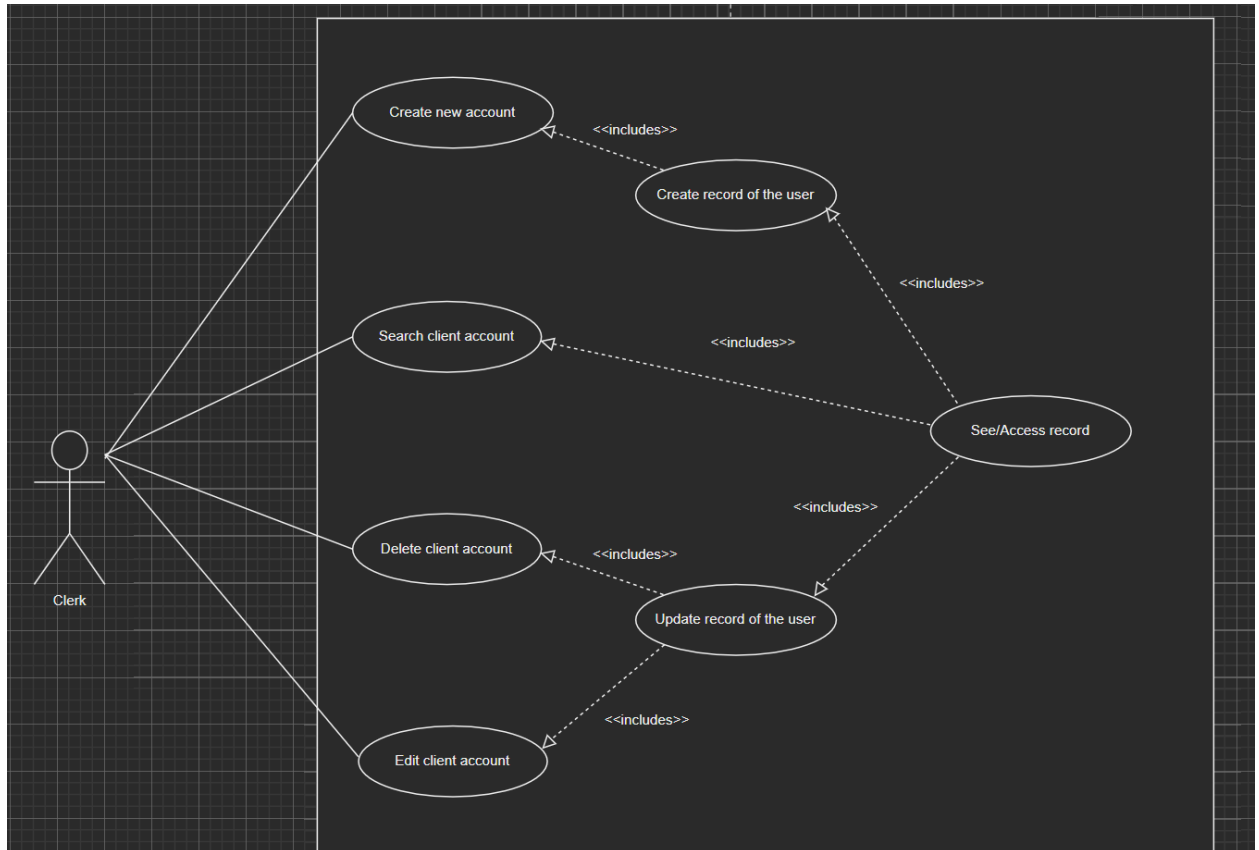 Create new account
<<includes>>
Create record of the user
<<includes>>
Search client account
<<includes>>
See/Access record
<<includes>>
Delete client account
<<includes>>
Clerk
Update record of the user
<<includes>>
Edit client account